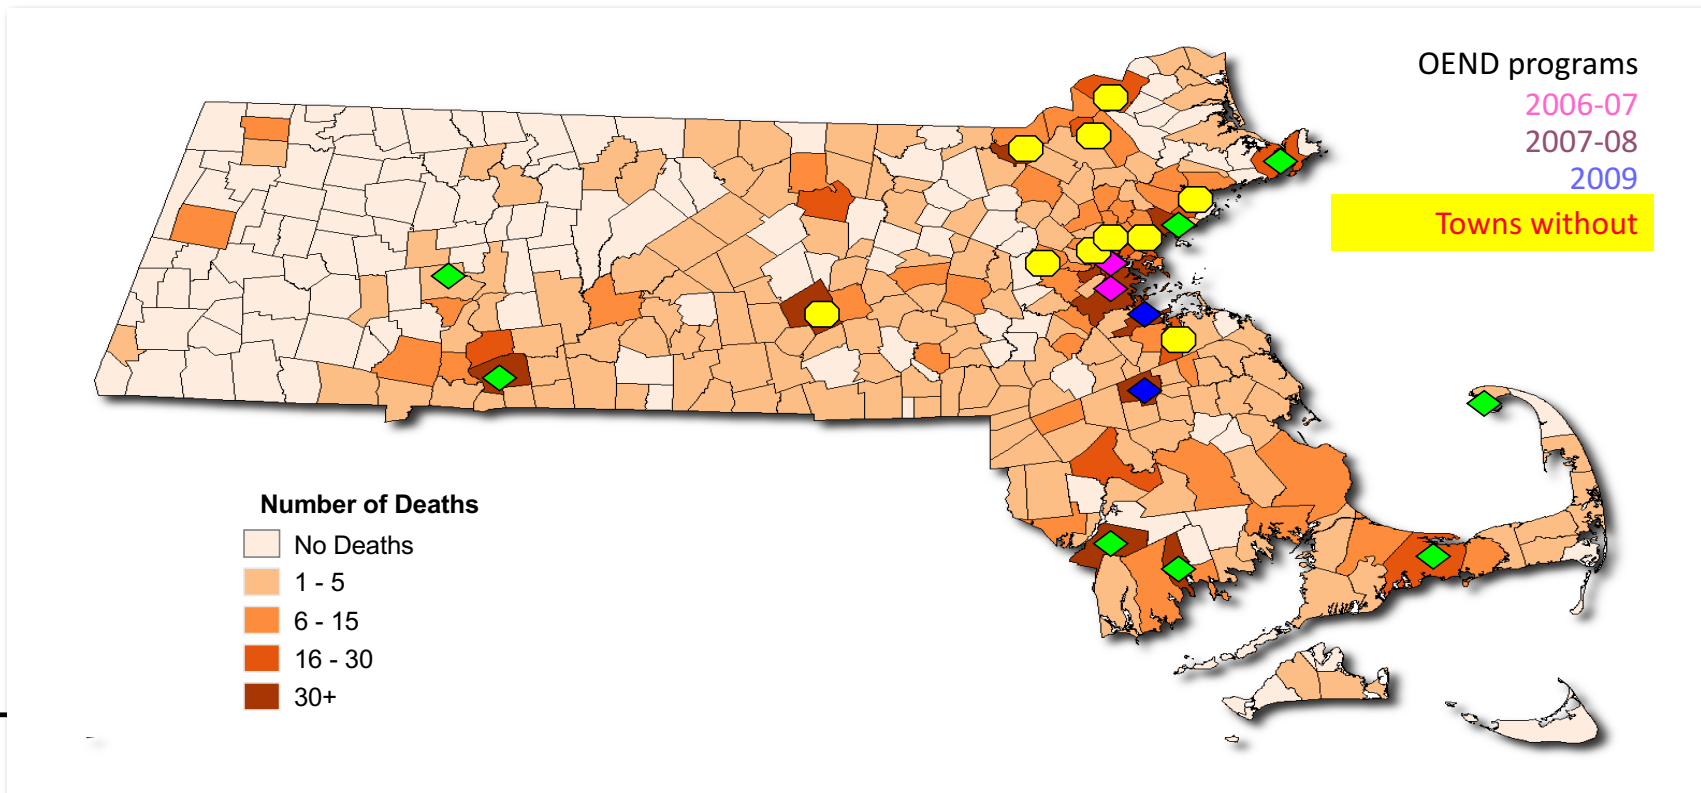 OEND programs
2006-07
2007-08
2009
Towns without
Number of Deaths
No Deaths
1 - 5
6 - 15
16 - 30
30+